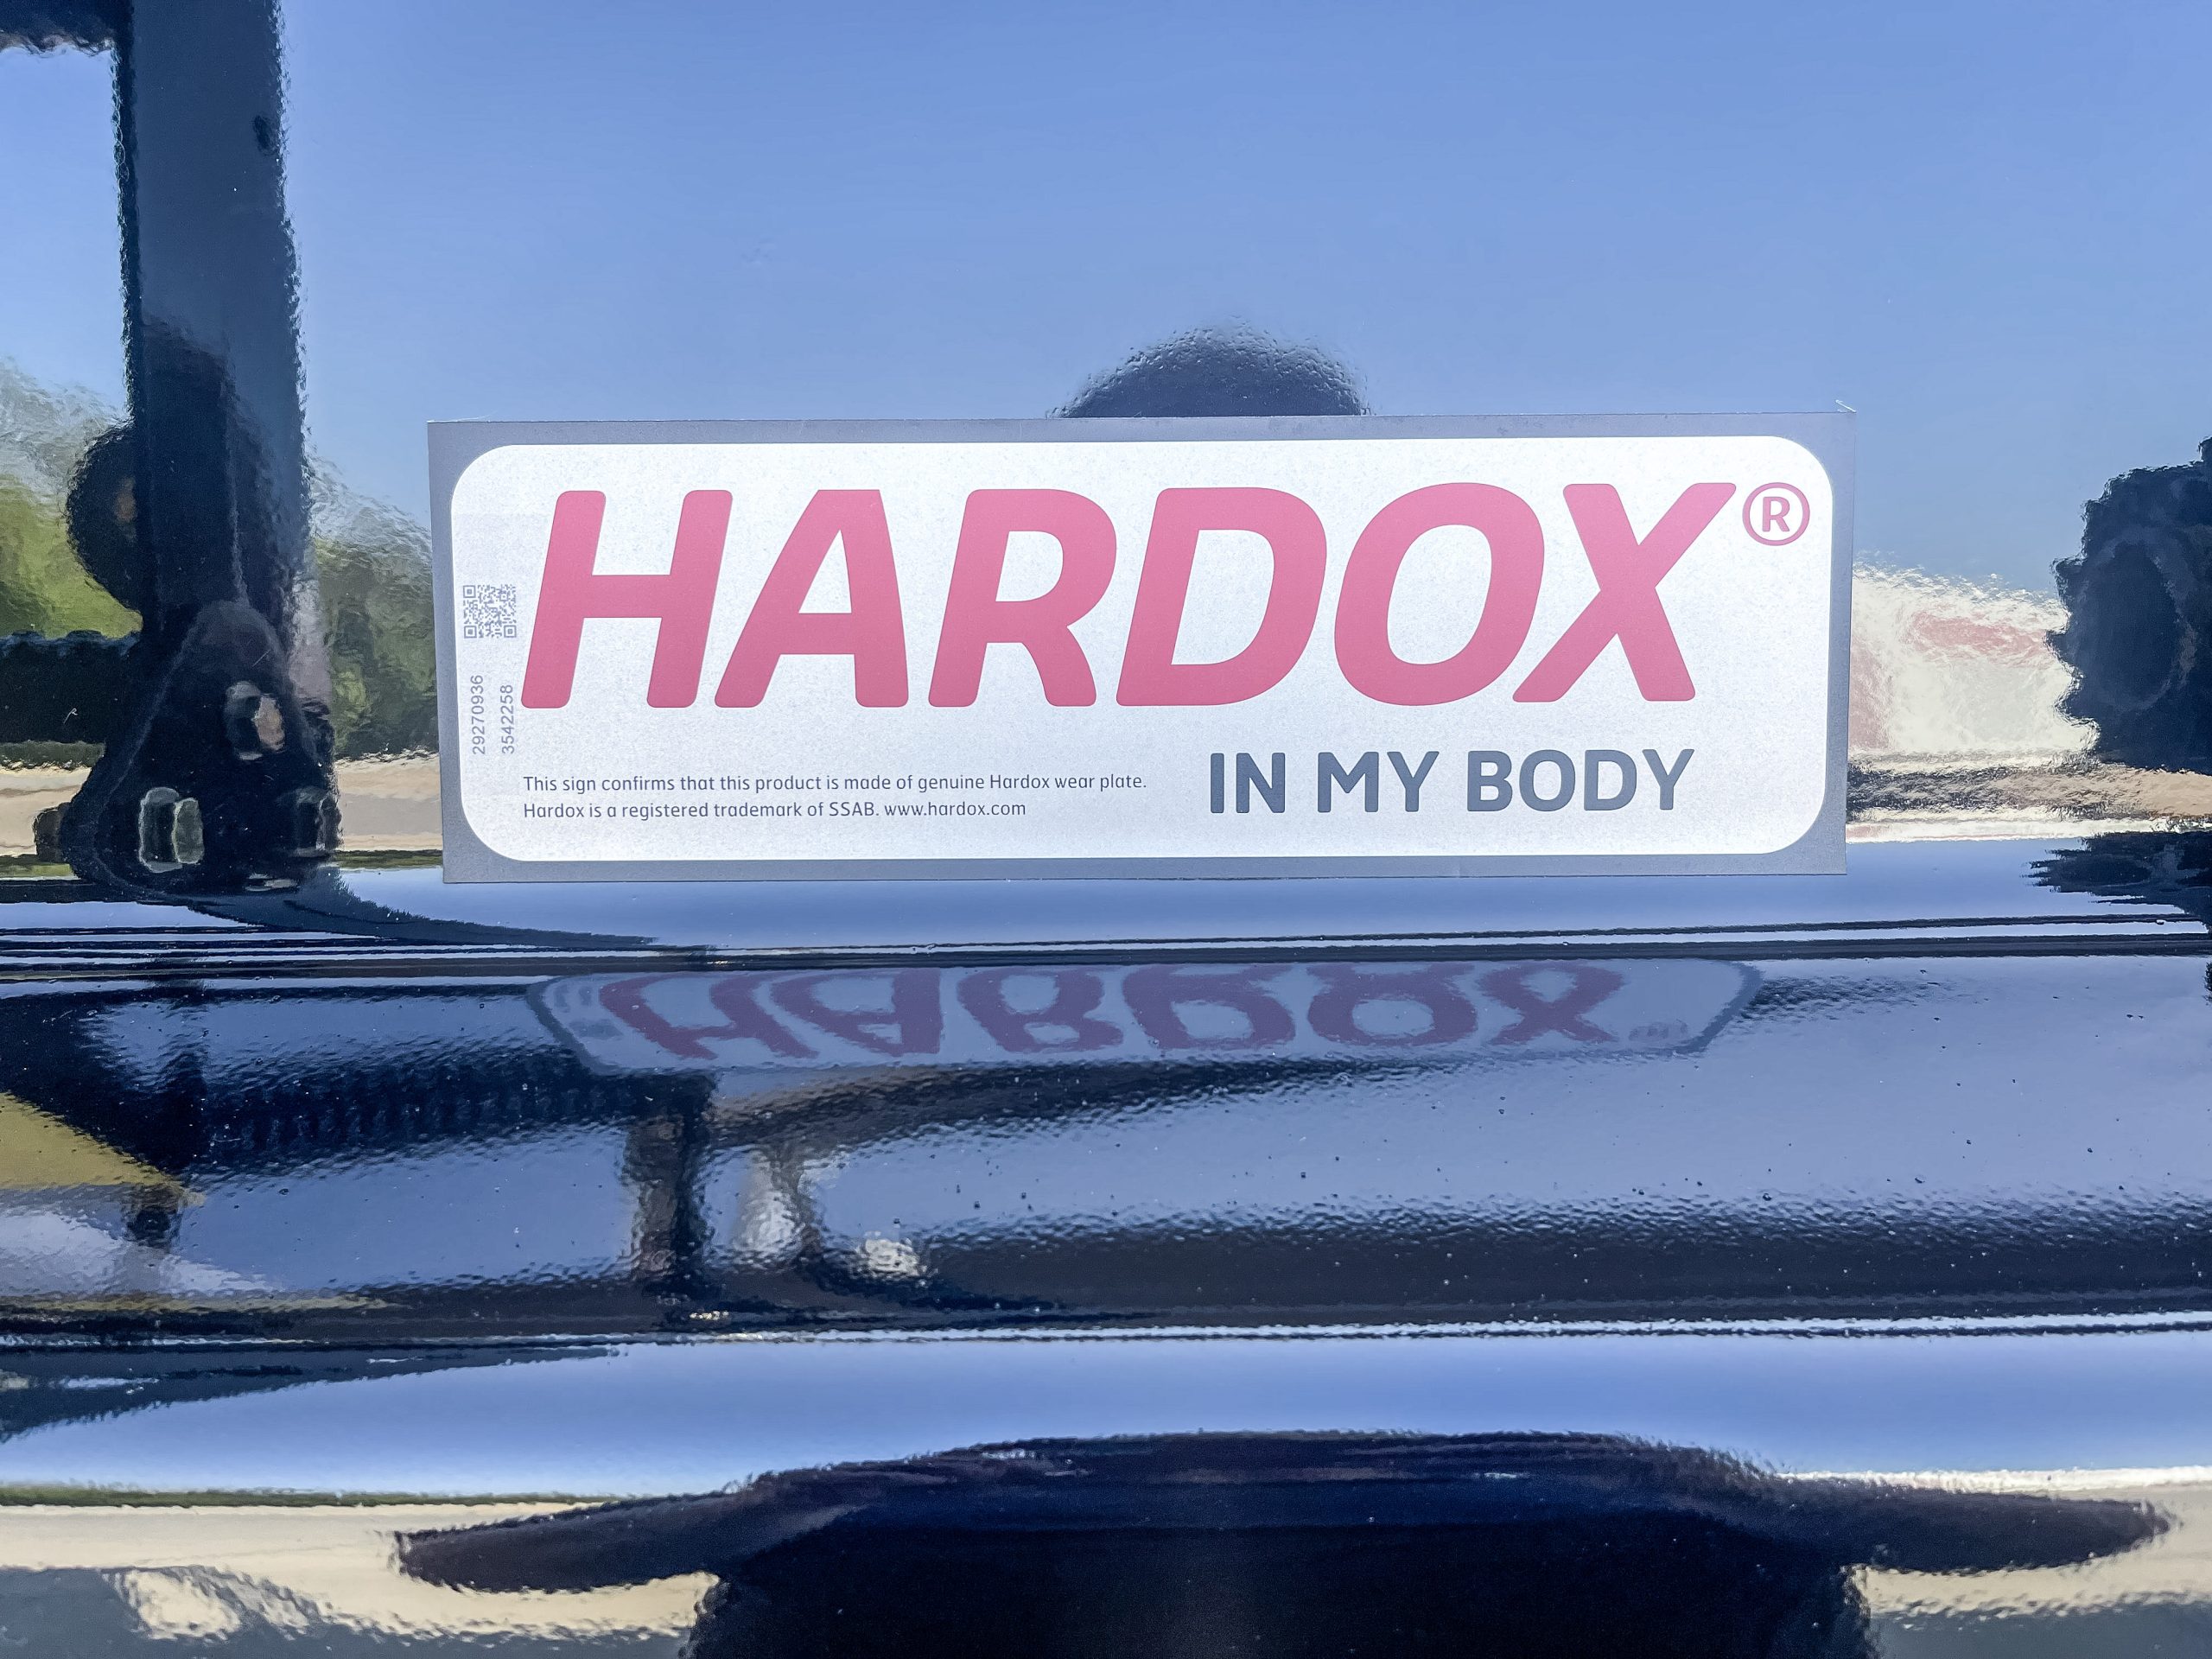 HARDOX®
IN MY BODY
This sign confirms that this product is made of genuine Hardox wear plate.
Hardox is a registered trademark of SSAB. www.hardox.com
29270936
3542258